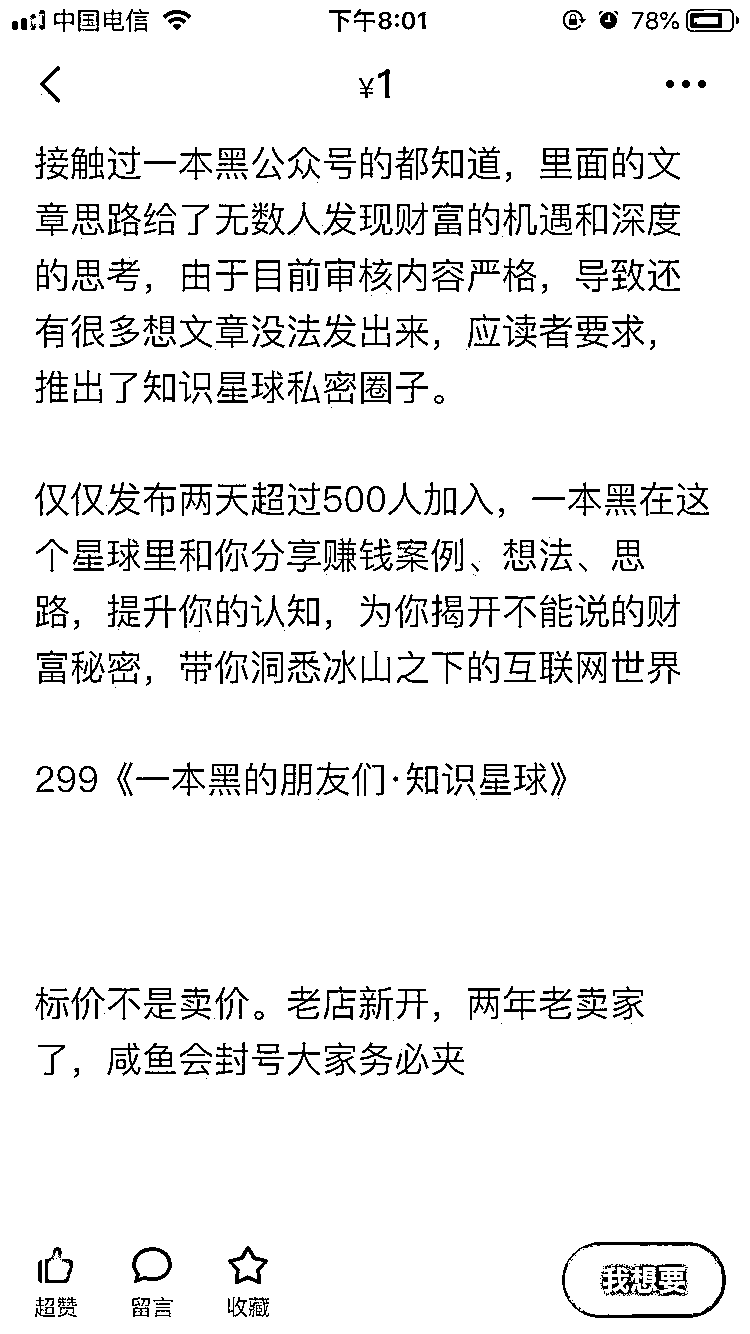 中国电信 下午8:01 78%
¥1
接触过一本黑公众号的都知道，里面的文
章思路给了无数人发现财富的机遇和深度
的思考，由于目前审核内容严格，导致还
有很多想文章没法发出来，应读者要求，
推出了知识星球私密圈子。
仅仅发布两天超过500人加入，一本黑在这
个星球里和你分享赚钱案例、想法、思
路，提升你的认知，为你揭开不能说的财
富秘密，带你洞悉冰山之下的互联网世界
299《一本黑的朋友们·知识星球》
标价不是卖价。老店新开，两年老卖家
了，咸鱼会封号大家务必夹
超赞 留言 收藏 我想要